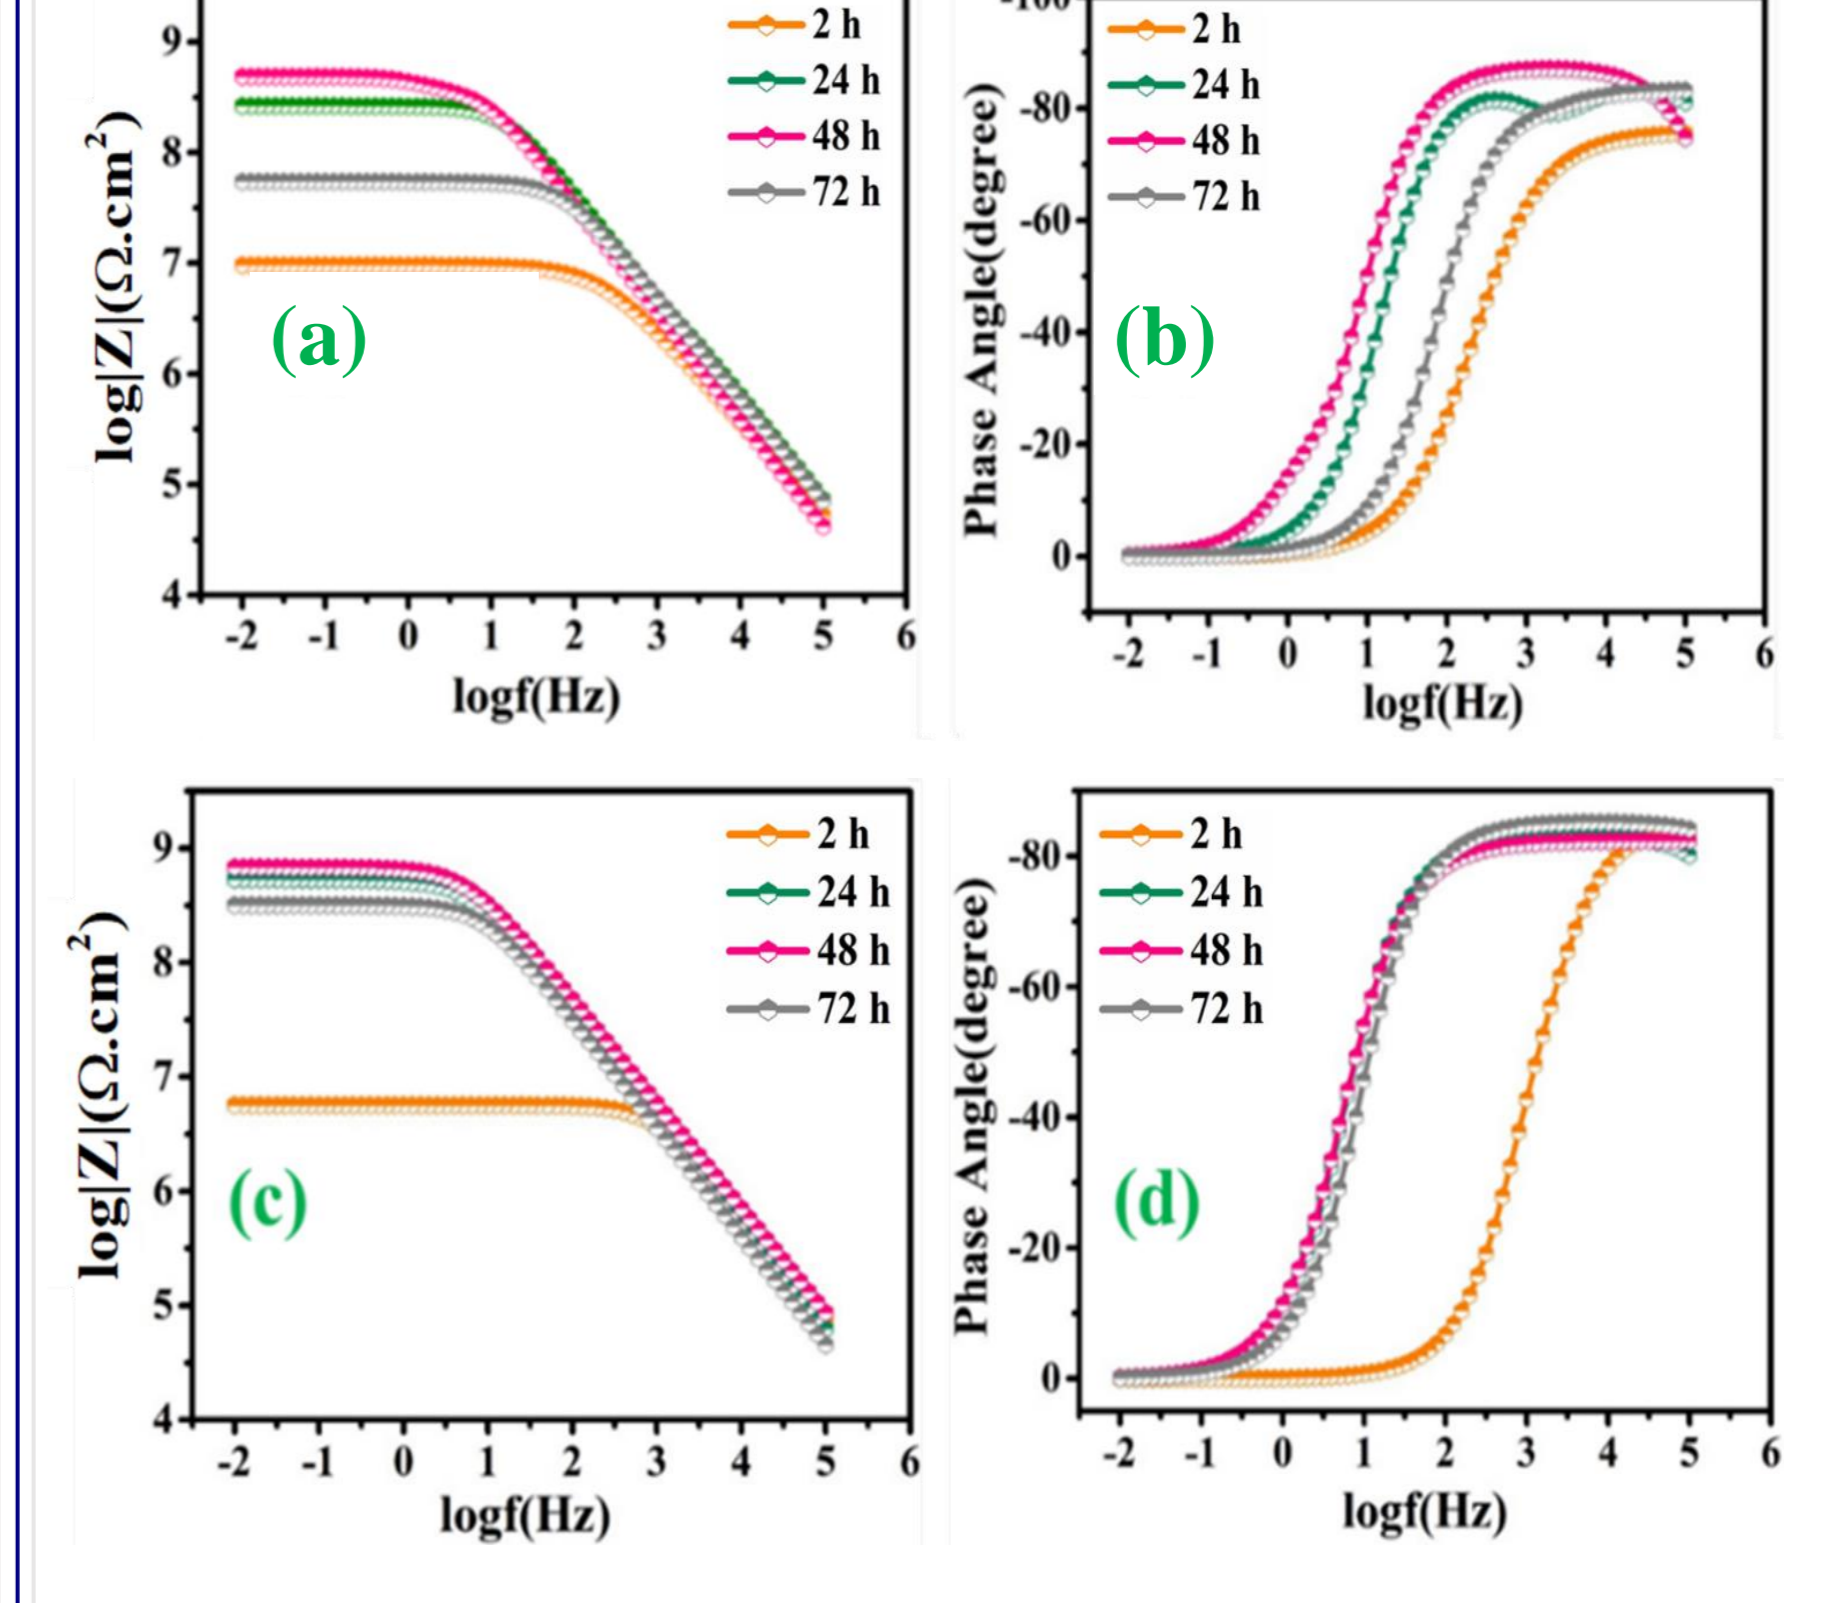 9
8
7
6
5
4
-2 -1 0 1 2 3 4 5 6
log|Z|(Ω.cm²)
logf(Hz)
2 h
24 h
48 h
72 h
(a)
-100
-80
-60
-40
-20
0
-2 -1 0 1 2 3 4 5 6
Phase Angle(degree)
logf(Hz)
2 h
24 h
48 h
72 h
(b)
9
8
7
6
5
4
-2 -1 0 1 2 3 4 5 6
log|Z|(Ω.cm²)
logf(Hz)
2 h
24 h
48 h
72 h
(c)
-80
-60
-40
-20
0
-2 -1 0 1 2 3 4 5 6
Phase Angle(degree)
logf(Hz)
2 h
24 h
48 h
72 h
(d)